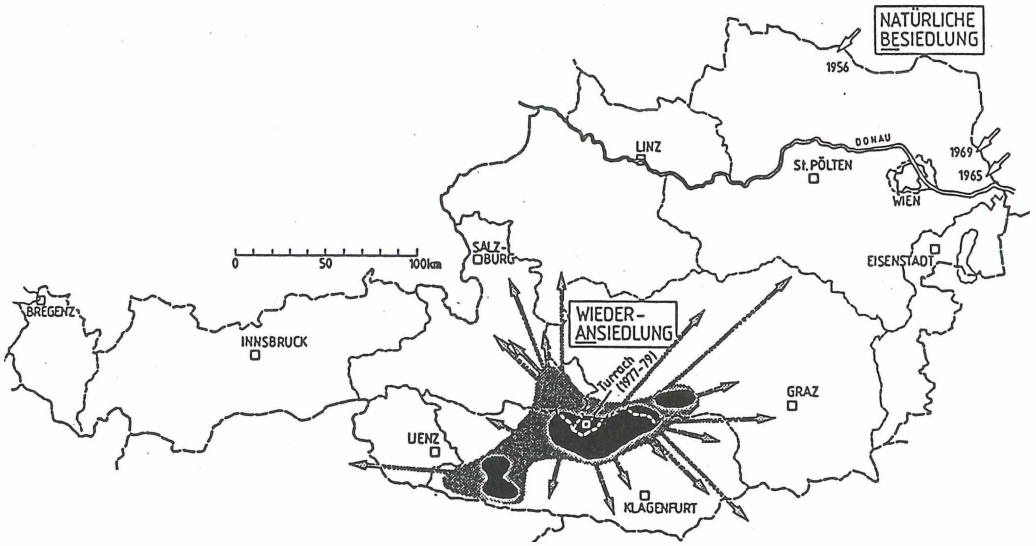 NATÜRLICHE
BESIEDLUNG
1956
DONAU
1969
1965
LINZ
St.PÖLTEN
WIEN
EISENSTADT
SALZ-
BURG
0 50 100km
BREGENZ
INNSBRUCK
WIEDER-
ANSIEDLUNG
Turrach
(1977-79)
GRAZ
LIENZ
KLAGENFURT